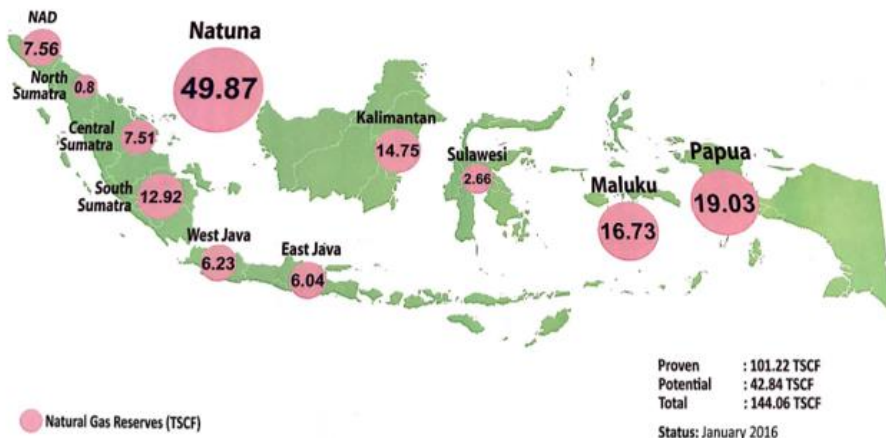 NAD
7.56
North
Sumatra
0.8
Central
Sumatra
7.51
South
Sumatra
12.92
Natuna
49.87
Kalimantan
14.75
Sulawesi
2.66
Maluku
16.73
Papua
19.03
West Java
6.23
East Java
6.04
Proven : 101.22 TSCF
Potential : 42.84 TSCF
Total : 144.06 TSCF
Status: January 2016
Natural Gas Reserves (TSCF)